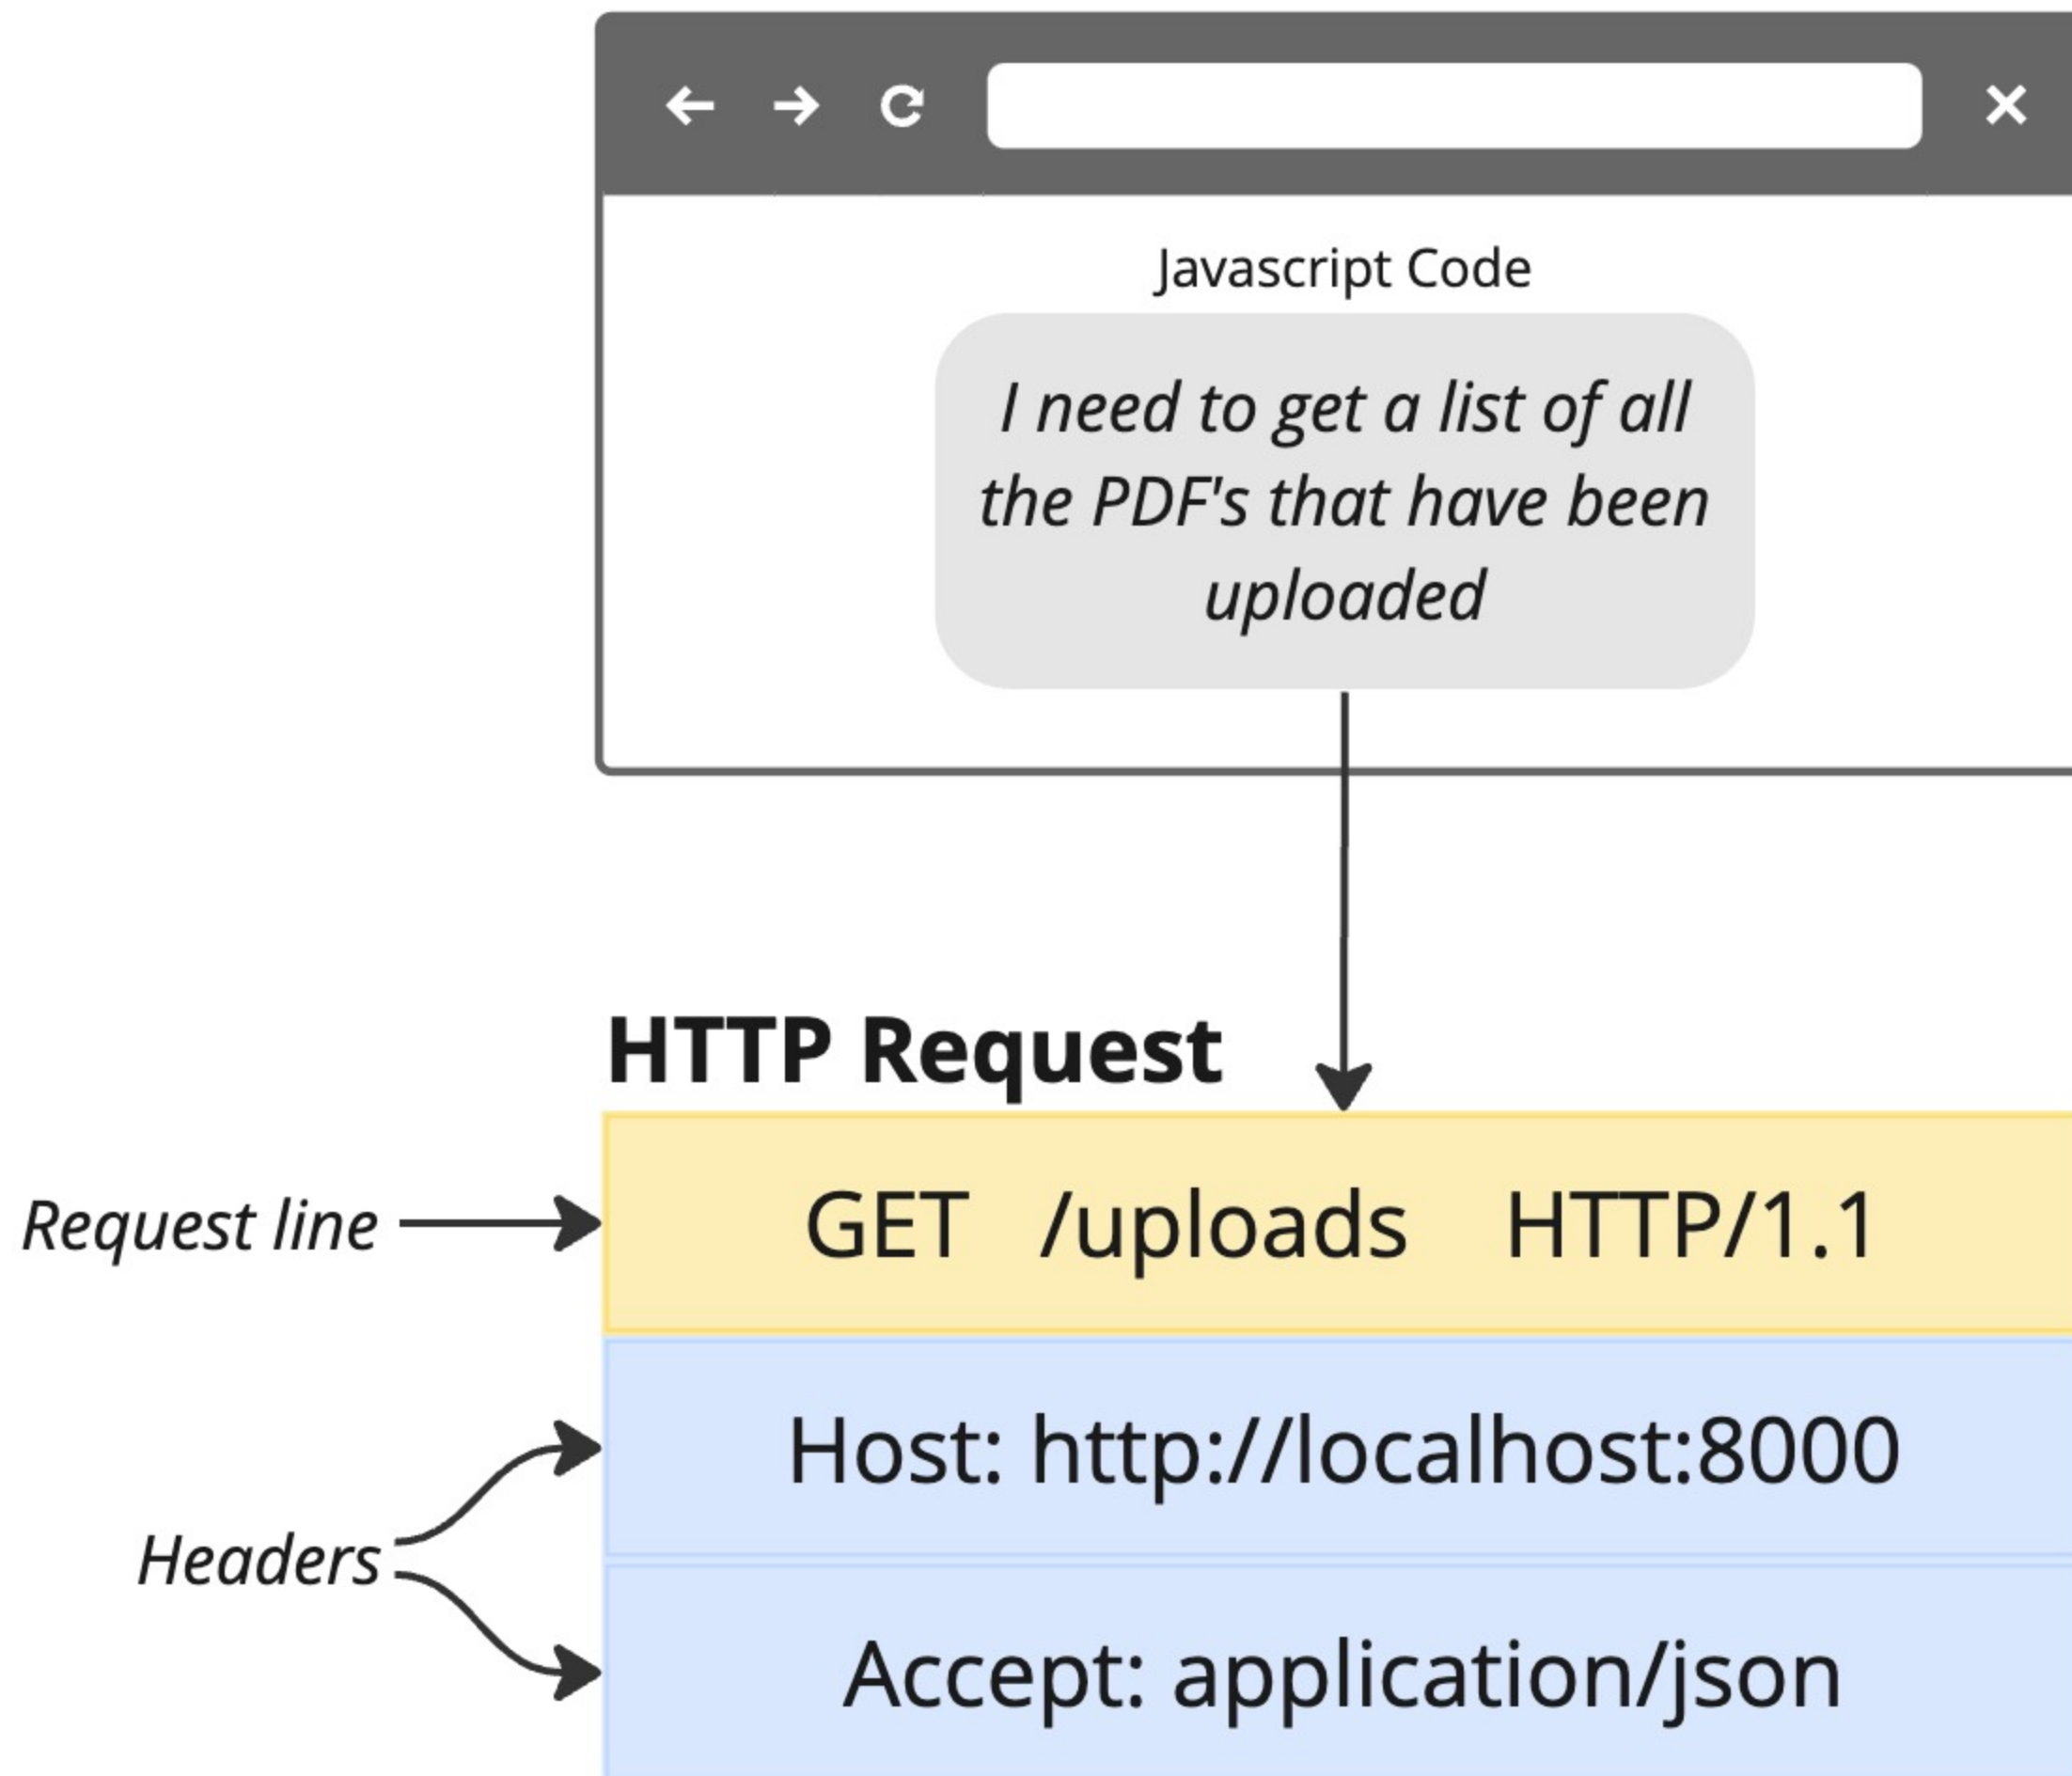 Javascript Code
I need to get a list of all
the PDF's that have been
uploaded
HTTP Request
Request line
GET /uploads HTTP/1.1
Host: http://localhost:8000
Headers
Accept: application/json